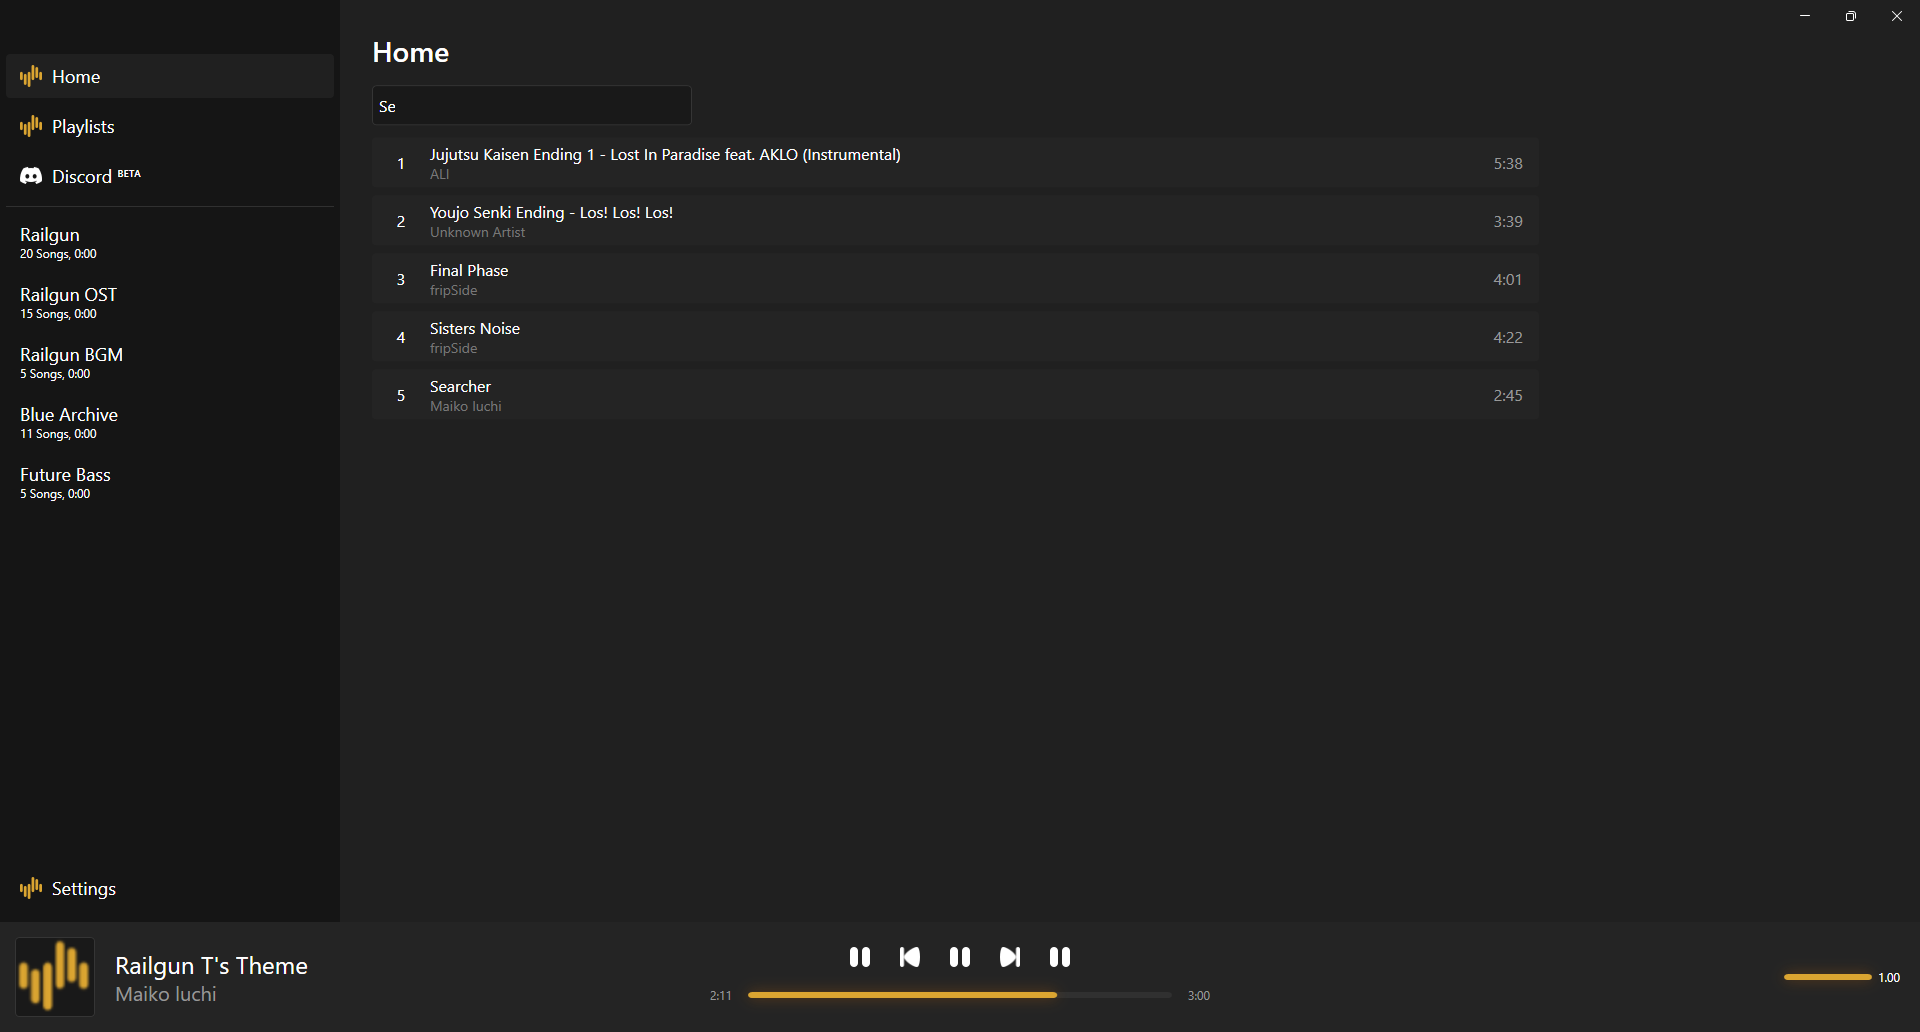 Home
Playlists
Discord BETA
Railgun
20 Songs, 0:00
Railgun OST
15 Songs, 0:00
Railgun BGM
5 Songs, 0:00
Blue Archive
11 Songs, 0:00
Future Bass
5 Songs, 0:00
Settings
Home
Se
1 Jujutsu Kaisen Ending 1 - Lost In Paradise feat. AKLO (Instrumental) 5:38
ALI
2 Youjo Senki Ending - Los! Los! Los! 3:39
Unknown Artist
3 Final Phase 4:01
fripSide
4 Sisters Noise 4:22
fripSide
5 Searcher 2:45
Maiko Iuchi
Railgun T's Theme
Maiko Iuchi
2:11 3:00
1.00